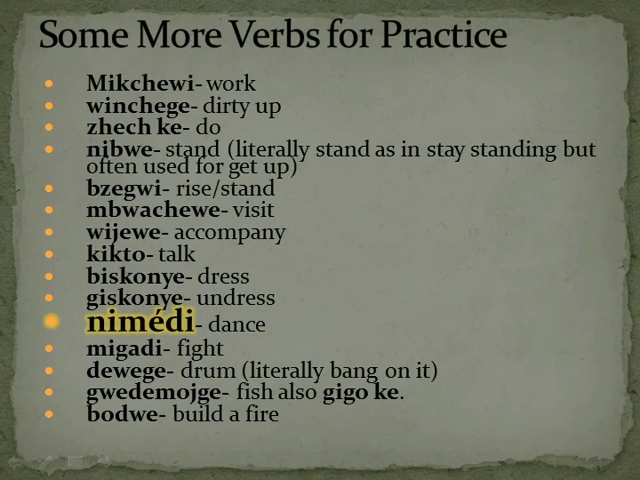 Some More Verbs for Practice
Mikchewi- work
winchege- dirty up
zhech ke- do
nibwe- stand (literally stand as in stay standing but
often used for get up)
bzegwi- rise/stand
mbwachewe- visit
wijewe- accompany
kikto- talk
biskonye- dress
giskonye- undress
nimédi- dance
migadi- fight
dewege- drum (literally bang on it)
gwedemojge- fish also gigo ke.
bodwe- build a fire